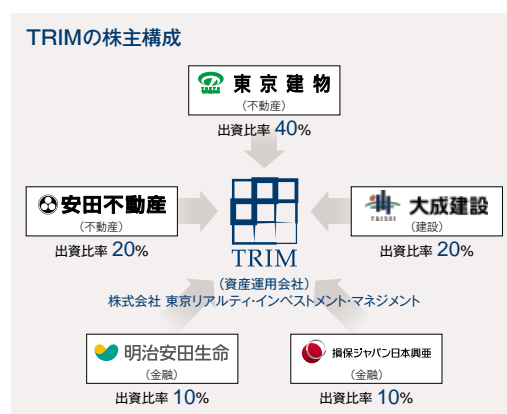 TRIMの株主構成
東京建物
(不動産)
出資比率 40%
安田不動産
(不動産)
出資比率 20%
大成建設
TAISEI
(建設)
出資比率 20%
TRIM
(資産運用会社)
株式会社 東京リアルティ・インベストメント・マネジメント
明治安田生命
(金融)
出資比率 10%
損保ジャパン日本興亜
(金融)
出資比率 10%